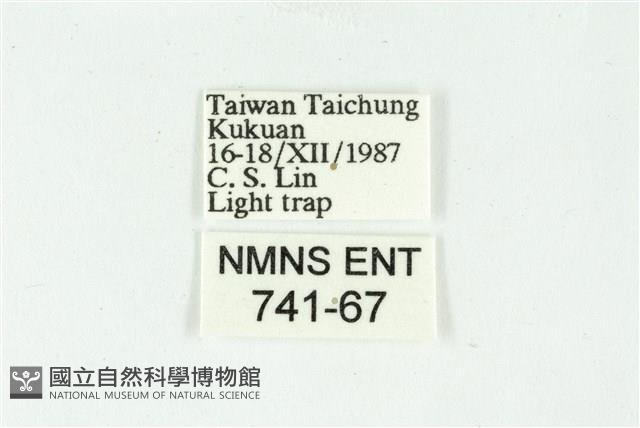 Taiwan Taichung
Kukuan
16-18/XII/1987
C. S. Lin
Light trap
NMNS ENT
741-67
國立自然科學博物館
NATIONAL MUSEUM OF NATURAL SCIENCE